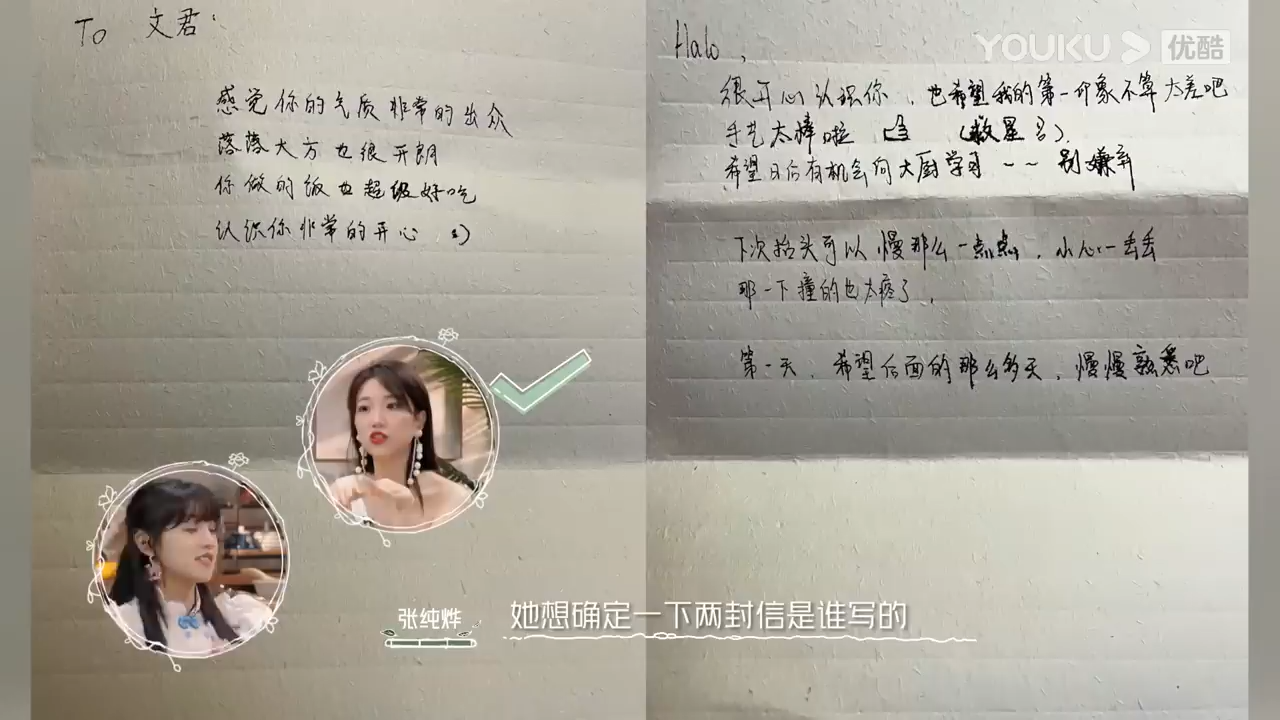 To 文君:
感觉你的气质非常的出众
落落大方也很开朗
你做的饭也超级好吃
认识你非常的开心 :)
Halo,
很开心认识你，也希望我的第一印象不算太差吧
手艺太棒啦 (救星了).
希望日后有机会向大厨学习 ~~ 别嫌弃
下次抬头可以慢那么一点点，小心一丢丢
那一下撞的也太疼了.
第一天，希望后面的那么多天，慢慢熟悉吧
YOUKU 优酷
张纯烨 她想确定一下两封信是谁写的